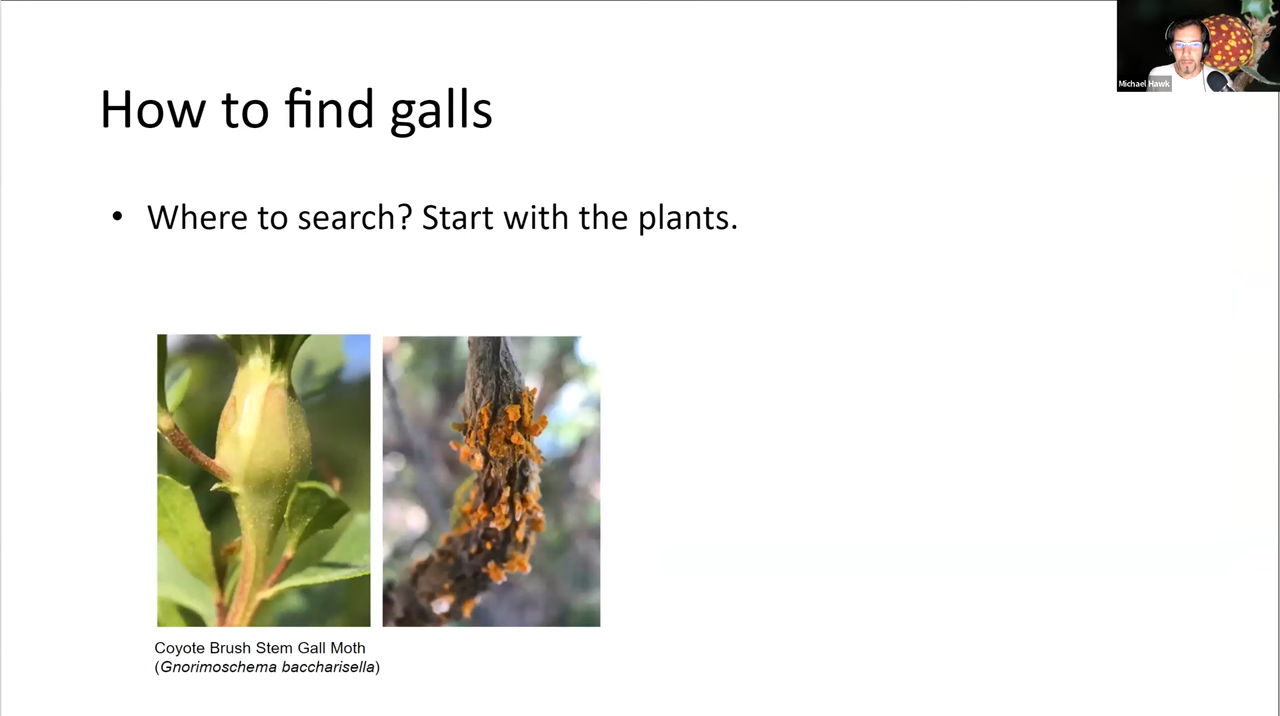 Michael Hawk
How to find galls
• Where to search? Start with the plants.
Coyote Brush Stem Gall Moth
(Gnorimoschema baccharisella)